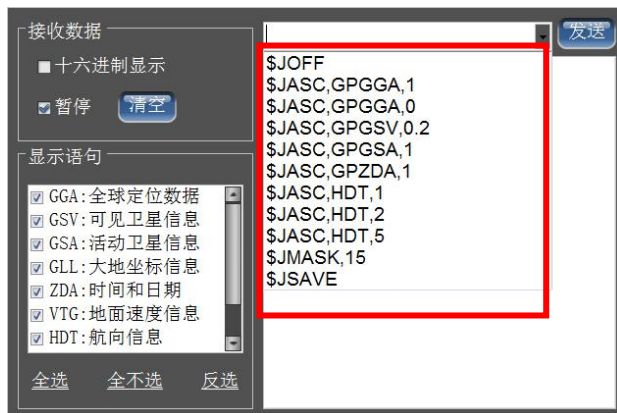 接收数据
十六进制显示
暂停 清空
显示语句
GGA:全球定位数据
GSV:可见卫星信息
GSA:活动卫星信息
GLL:大地坐标信息
ZDA:时间和日期
VTG:地面速度信息
HDT:航向信息
全选 全不选 反选
发送
$JOFF
$JASC,GPGGA,1
$JASC,GPGGA,0
$JASC,GPGSV,0.2
$JASC,GPGSA,1
$JASC,GPZDA,1
$JASC,HDT,1
$JASC,HDT,2
$JASC,HDT,5
$JMASK,15
$JSAVE